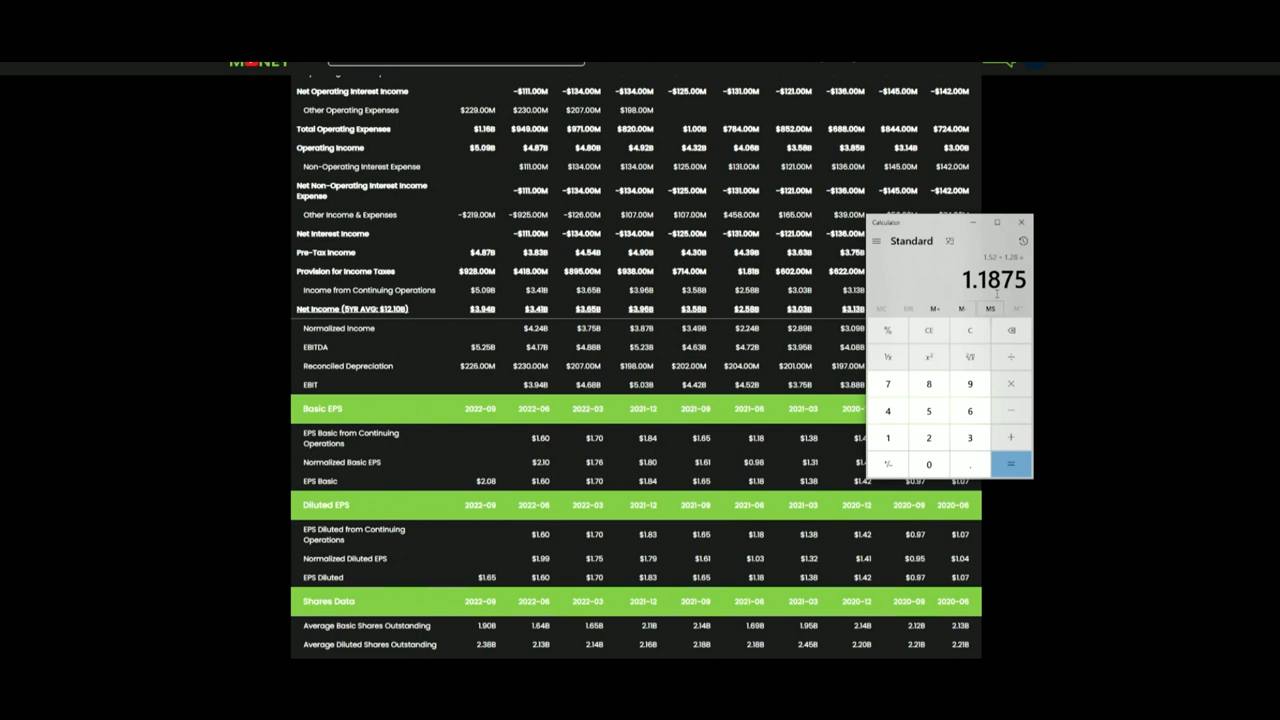 Net Operating Interest Income -$111.00M -$134.00M -$134.00M -$125.00M -$131.00M -$121.00M -$136.00M -$145.00M -$142.00M
Other Operating Expenses $229.00M $230.00M $207.00M $198.00M
Total Operating Expenses $1.16B $949.00M $971.00M $820.00M $1.00B $784.00M $852.00M $688.00M $844.00M $724.00M
Operating Income $5.09B $4.87B $4.80B $4.92B $4.32B $4.06B $3.58B $3.85B $3.14B $3.00B
Non-Operating Interest Expense $111.00M $134.00M $134.00M $125.00M $131.00M $121.00M $136.00M $145.00M $142.00M
Net Non-Operating Interest Income
Expense -$111.00M -$134.00M -$134.00M -$125.00M -$131.00M -$121.00M -$136.00M -$145.00M -$142.00M
Other Income & Expenses -$219.00M -$925.00M -$126.00M $107.00M $107.00M $458.00M $165.00M $39.00M
Net Interest Income -$111.00M -$134.00M -$134.00M -$125.00M -$131.00M -$121.00M -$136.00M
Pre-Tax Income $4.87B $3.83B $4.54B $4.90B $4.30B $4.39B $3.63B $3.75B
Provision for Income Taxes $928.00M $418.00M $895.00M $938.00M $714.00M $1.81B $602.00M $622.00M
Income from Continuing Operations $5.09B $3.41B $3.65B $3.96B $3.58B $2.58B $3.03B $3.13B
Net Income (5YR AVG: $12.10B) $3.94B $3.41B $3.65B $3.96B $3.58B $2.58B $3.03B $3.13B
Normalized Income $4.24B $3.75B $3.87B $3.49B $2.24B $2.89B $3.09B
EBITDA $5.25B $4.17B $4.88B $5.23B $4.63B $4.72B $3.95B $4.08B
Reconciled Depreciation $226.00M $230.00M $207.00M $198.00M $202.00M $204.00M $201.00M $197.00M
EBIT $3.94B $4.68B $5.03B $4.42B $4.52B $3.75B $3.88B
Basic EPS 2022-09 2022-06 2022-03 2021-12 2021-09 2021-06 2021-03 2020-
EPS Basic from Continuing
Operations $1.60 $1.70 $1.84 $1.65 $1.18 $1.38 $1.4
Normalized Basic EPS $2.10 $1.76 $1.80 $1.61 $0.98 $1.31 $1.4
EPS Basic $2.08 $1.60 $1.70 $1.84 $1.65 $1.18 $1.38 $1.42 $0.97 $1.07
Diluted EPS 2022-09 2022-06 2022-03 2021-12 2021-09 2021-06 2021-03 2020-12 2020-09 2020-06
EPS Diluted from Continuing
Operations $1.60 $1.70 $1.83 $1.65 $1.18 $1.38 $1.42 $0.97 $1.07
Normalized Diluted EPS $1.99 $1.75 $1.79 $1.61 $1.03 $1.32 $1.41 $0.95 $1.04
EPS Diluted $1.65 $1.60 $1.70 $1.83 $1.65 $1.18 $1.38 $1.42 $0.97 $1.07
Shares Data 2022-09 2022-06 2022-03 2021-12 2021-09 2021-06 2021-03 2020-12 2020-09 2020-06
Average Basic Shares Outstanding 1.90B 1.64B 1.65B 2.11B 2.14B 1.69B 1.95B 2.14B 2.12B 2.13B
Average Diluted Shares Outstanding 2.38B 2.13B 2.14B 2.16B 2.18B 2.18B 2.45B 2.20B 2.21B 2.21B
Calculator
Standard
1.52 ÷ 1.28 =
1.1875
MC MR M+ M- MS
% CE C
1/x x² ²√x ÷
7 8 9 ×
4 5 6 −
1 2 3 +
+/- 0 . =